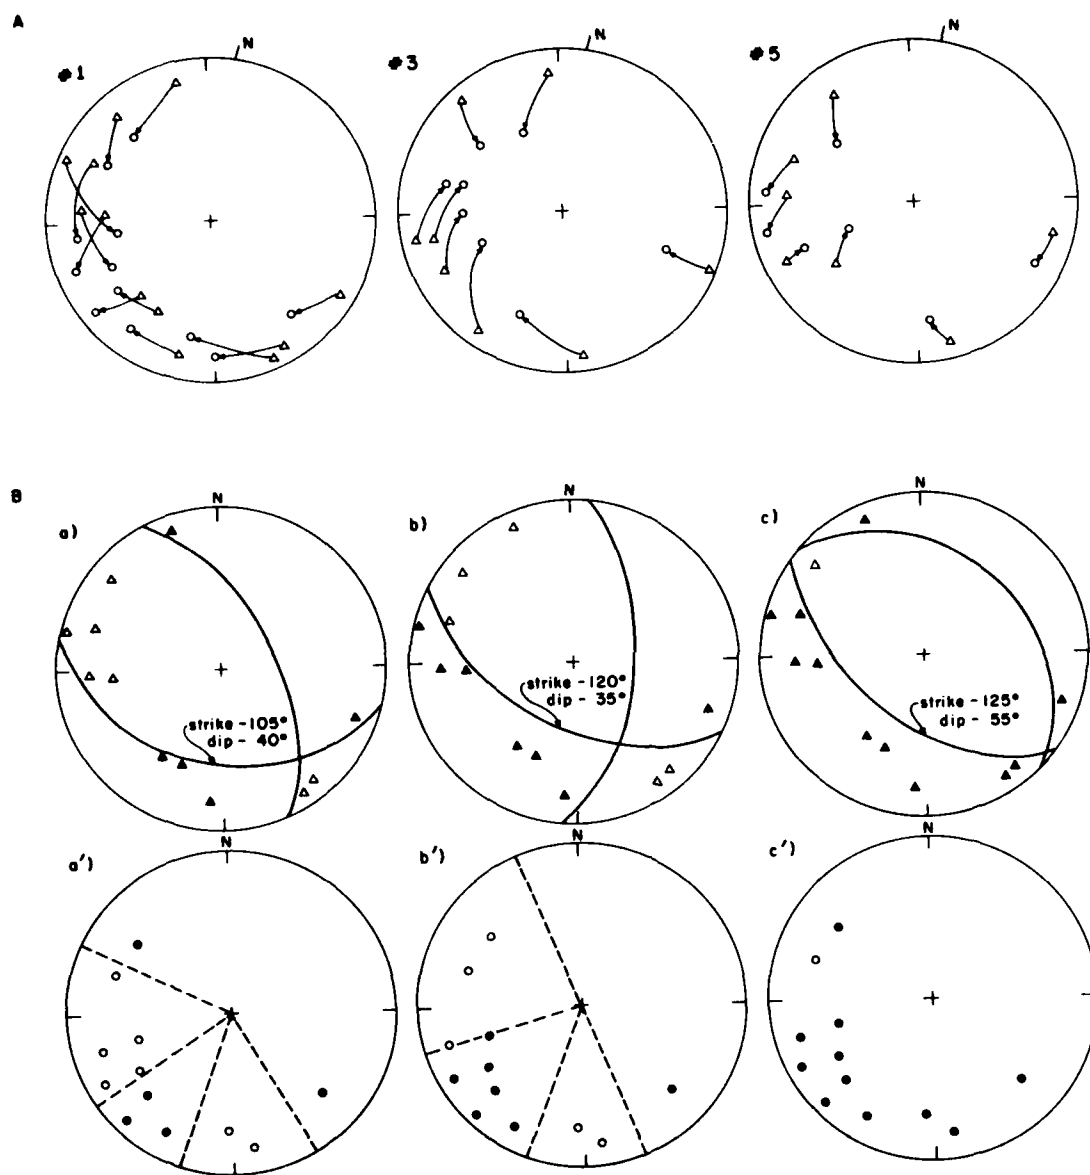 A
N
N
N
#1
#3
#5
B
N
N
N
a)
b)
c)
strike -105°
dip - 40°
strike -120°
dip - 35°
strike -125°
dip - 55°
N
N
N
a')
b')
c')